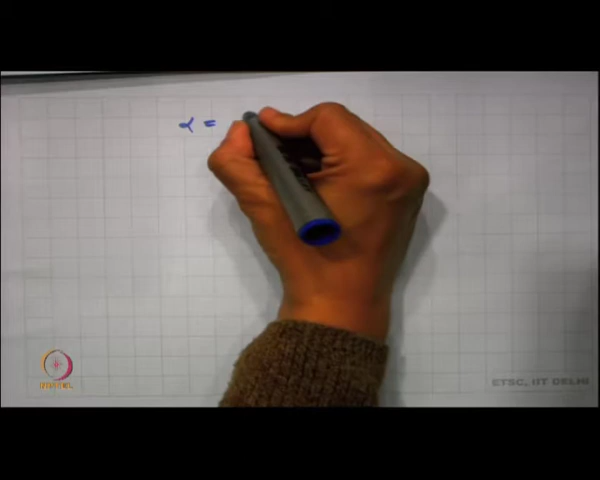 α =
ETSC, IIT DELHI